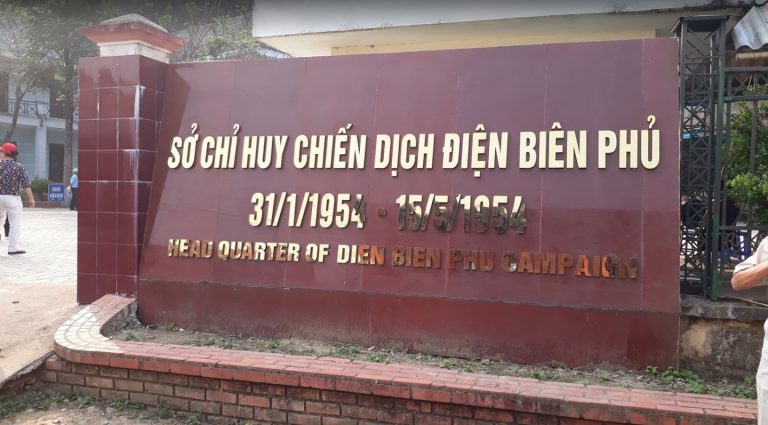 SỞ CHỈ HUY CHIẾN DỊCH ĐIỆN BIÊN PHỦ
31/1/1954 - 15/5/1954
HEAD QUARTER OF DIEN BIEN PHU CAMPAIGN